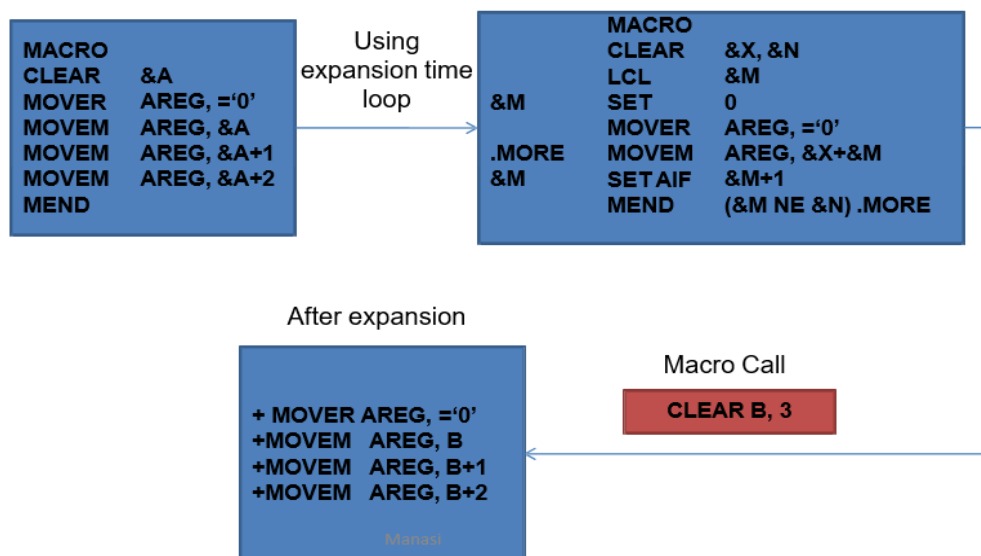 MACRO
CLEAR &A
MOVER AREG, =‘0’
MOVEM AREG, &A
MOVEM AREG, &A+1
MOVEM AREG, &A+2
MEND
Using
expansion time
loop
MACRO
CLEAR &X, &N
LCL &M
&M SET 0
MOVER AREG, =‘0’
.MORE MOVEM AREG, &X+&M
&M SET AIF &M+1
MEND (&M NE &N) .MORE
After expansion
+ MOVER AREG, =‘0’
+MOVEM AREG, B
+MOVEM AREG, B+1
+MOVEM AREG, B+2
Manasi
Macro Call
CLEAR B, 3